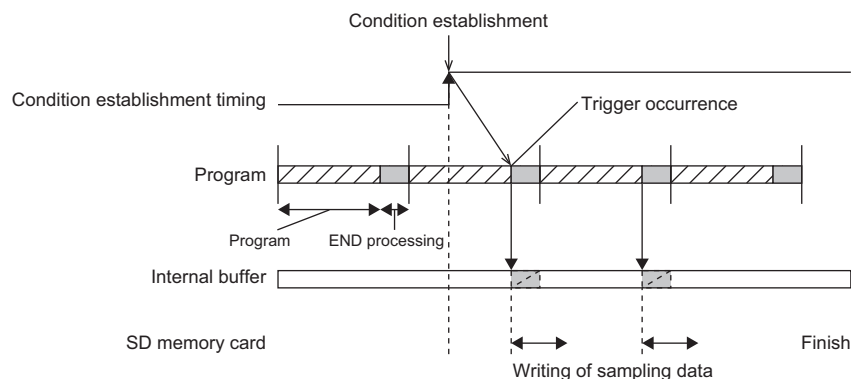 Condition establishment
Condition establishment timing
Trigger occurrence
Program
Program
END processing
Internal buffer
SD memory card
Finish
Writing of sampling data